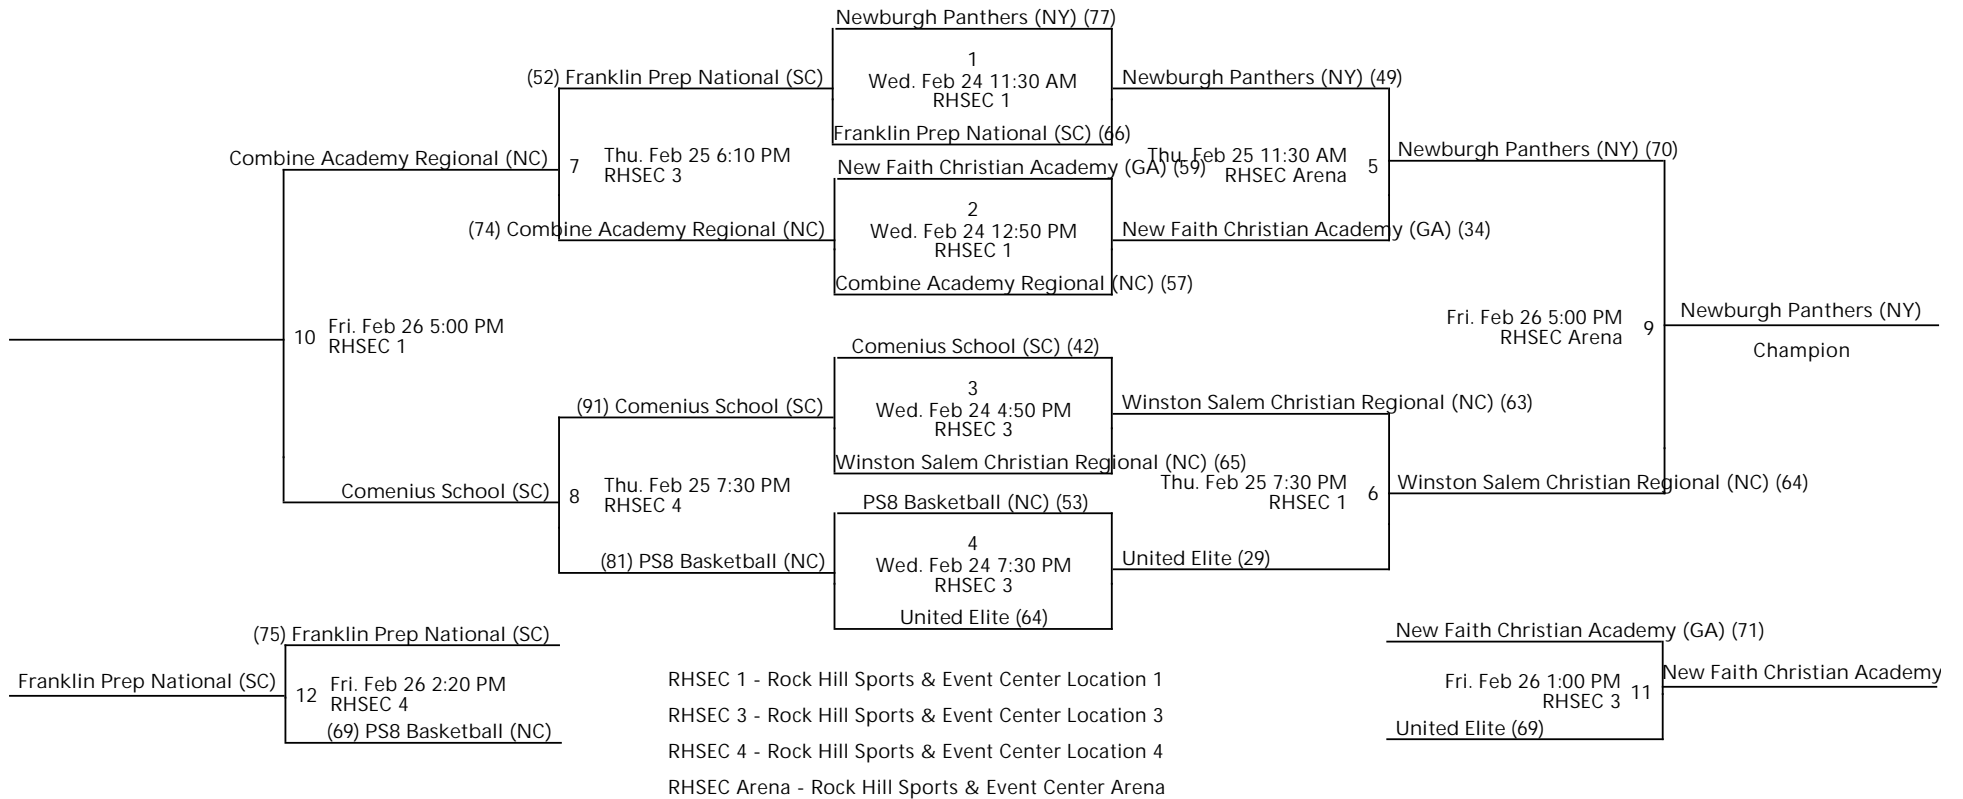 Newburgh Panthers (NY) (77)
1
Wed. Feb 24 11:30 AM
RHSEC 1
Franklin Prep National (SC) (66)
(52) Franklin Prep National (SC)
Newburgh Panthers (NY) (49)
Combine Academy Regional (NC)
7
Thu. Feb 25 6:10 PM
RHSEC 3
New Faith Christian Academy (GA) (59)
Thu. Feb 25 11:30 AM
RHSEC Arena
5
Newburgh Panthers (NY) (70)
2
Wed. Feb 24 12:50 PM
RHSEC 1
(74) Combine Academy Regional (NC)
New Faith Christian Academy (GA) (34)
Combine Academy Regional (NC) (57)
10
Fri. Feb 26 5:00 PM
RHSEC 1
Fri. Feb 26 5:00 PM
RHSEC Arena
9
Newburgh Panthers (NY)
Champion
Comenius School (SC) (42)
3
Wed. Feb 24 4:50 PM
RHSEC 3
(91) Comenius School (SC)
Winston Salem Christian Regional (NC) (63)
Winston Salem Christian Regional (NC) (65)
Comenius School (SC)
8
Thu. Feb 25 7:30 PM
RHSEC 4
Thu. Feb 25 7:30 PM
RHSEC 1
6
Winston Salem Christian Regional (NC) (64)
PS8 Basketball (NC) (53)
4
Wed. Feb 24 7:30 PM
RHSEC 3
(81) PS8 Basketball (NC)
United Elite (29)
United Elite (64)
(75) Franklin Prep National (SC)
Franklin Prep National (SC)
12
Fri. Feb 26 2:20 PM
RHSEC 4
(69) PS8 Basketball (NC)
New Faith Christian Academy (GA) (71)
Fri. Feb 26 1:00 PM
RHSEC 3
11
New Faith Christian Academy
United Elite (69)
RHSEC 1 - Rock Hill Sports & Event Center Location 1
RHSEC 3 - Rock Hill Sports & Event Center Location 3
RHSEC 4 - Rock Hill Sports & Event Center Location 4
RHSEC Arena - Rock Hill Sports & Event Center Arena